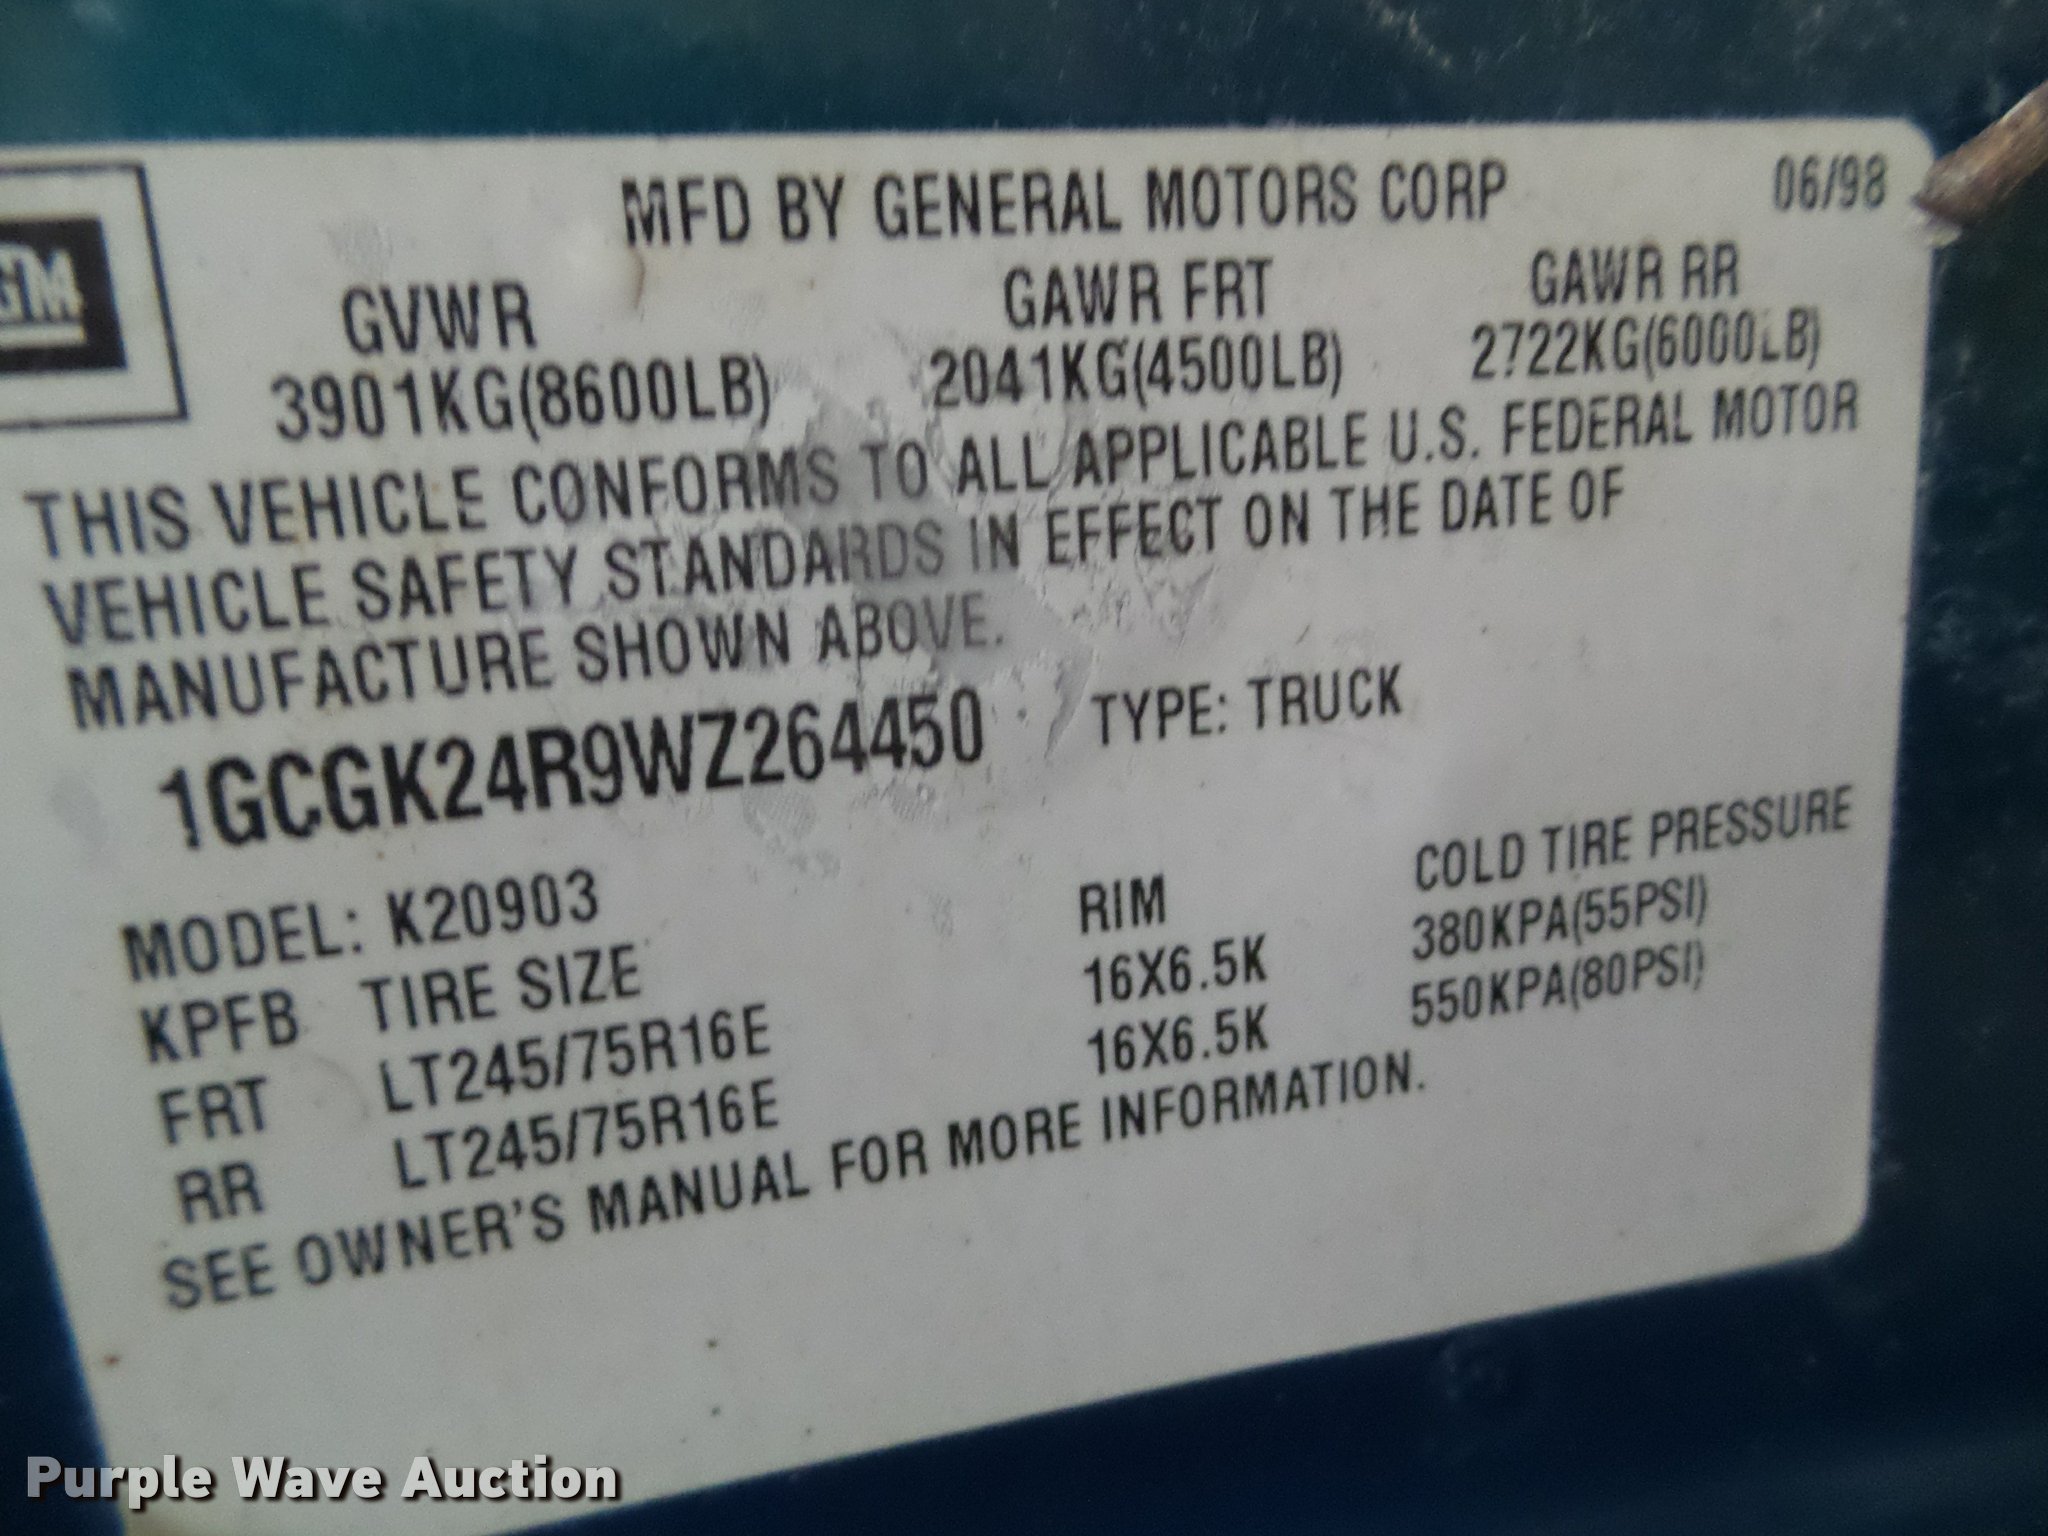 GM
MFD BY GENERAL MOTORS CORP 06/98
GVWR GAWR FRT GAWR RR
3901KG(8600LB) 2041KG(4500LB) 2722KG(6000LB)
THIS VEHICLE CONFORMS TO ALL APPLICABLE U.S. FEDERAL MOTOR
VEHICLE SAFETY STANDARDS IN EFFECT ON THE DATE OF
MANUFACTURE SHOWN ABOVE.
1GCGK24R9WZ264450 TYPE: TRUCK
MODEL: K20903
KPFB TIRE SIZE RIM COLD TIRE PRESSURE
FRT LT245/75R16E 16X6.5K 380KPA(55PSI)
RR LT245/75R16E 16X6.5K 550KPA(80PSI)
SEE OWNER'S MANUAL FOR MORE INFORMATION.
Purple Wave Auction